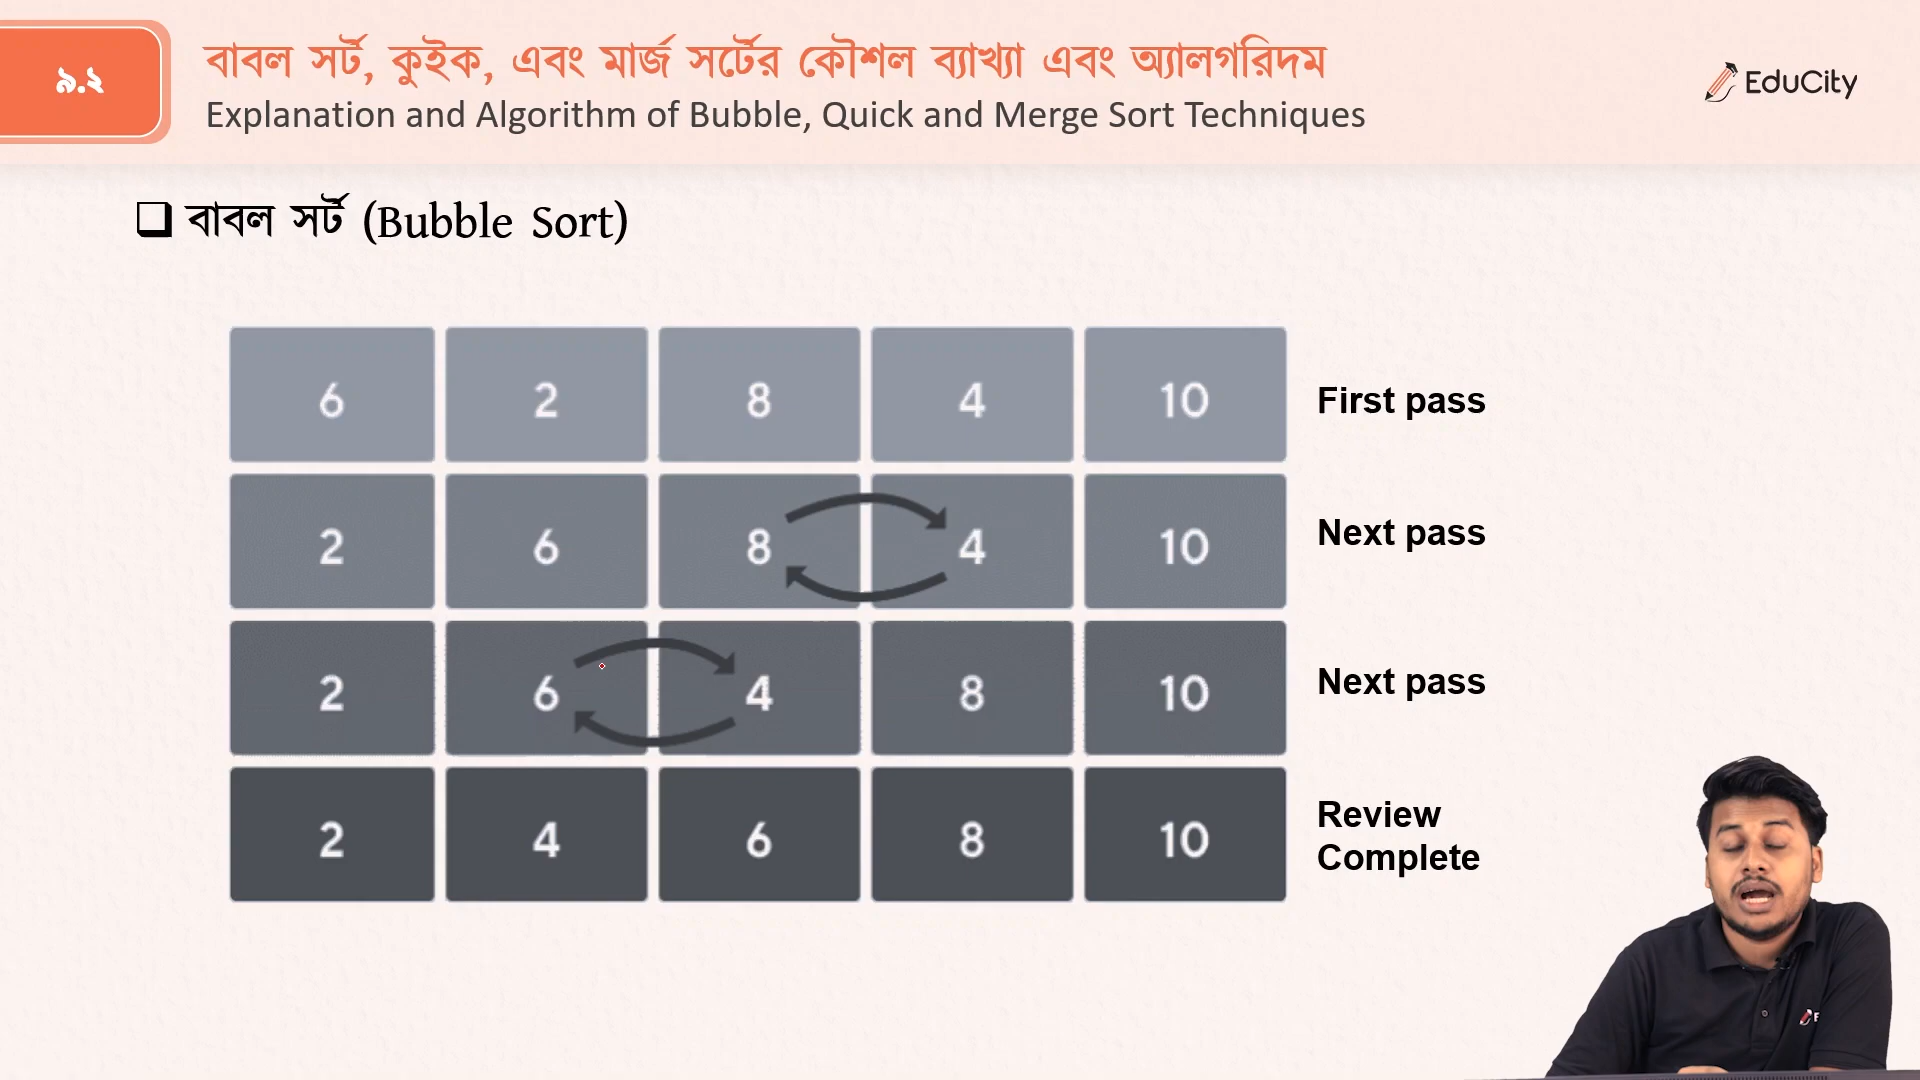 ৯.২
বাবল সর্ট, কুইক, এবং মার্জ সর্টের কৌশল ব্যাখ্যা এবং অ্যালগরিদম
Explanation and Algorithm of Bubble, Quick and Merge Sort Techniques
EduCity
বাবল সর্ট (Bubble Sort)
6 2 8 4 10 First pass
2 6 8 4 10 Next pass
2 6 4 8 10 Next pass
2 4 6 8 10 Review
Complete